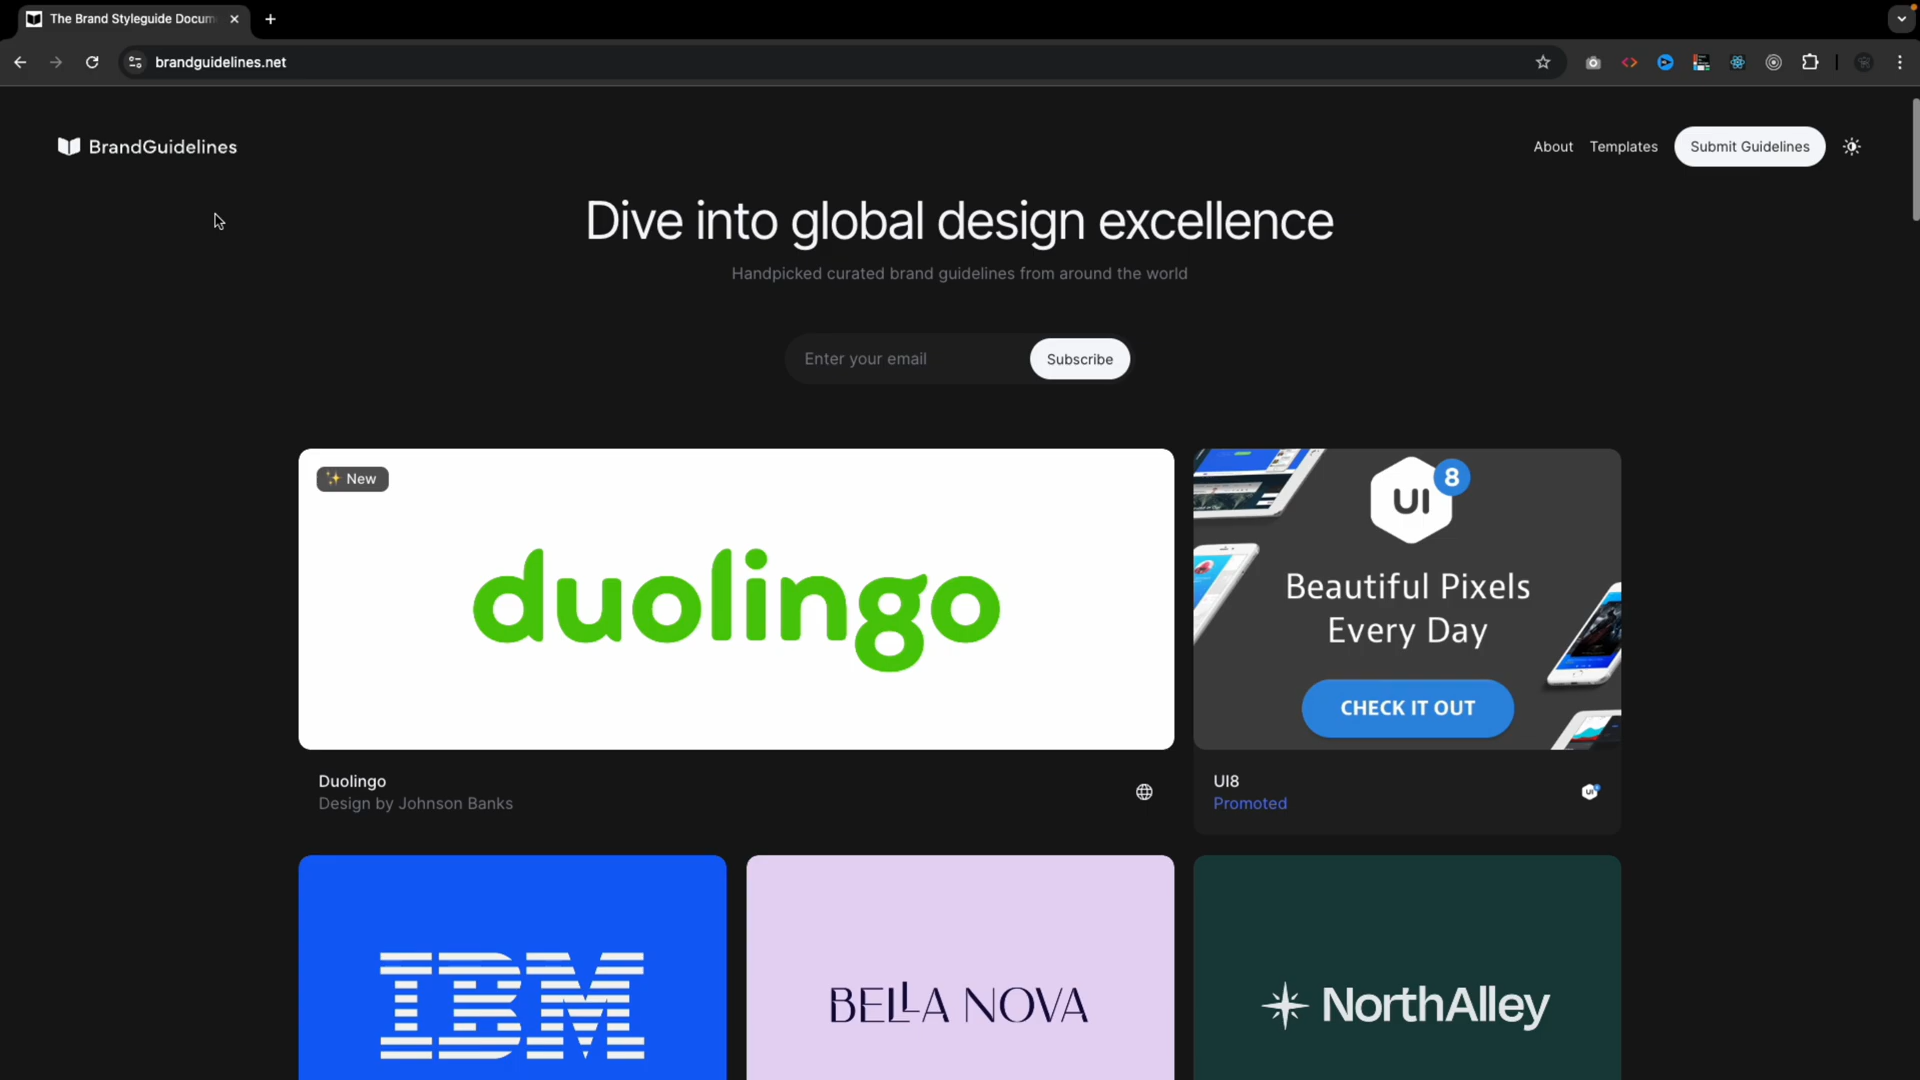 The Brand Styleguide Docum
brandguidelines.net
BrandGuidelines
About
Templates
Submit Guidelines
Dive into global design excellence
Handpicked curated brand guidelines from around the world
Enter your email
Subscribe
✨ New
duolingo
UI 8
Beautiful Pixels
Every Day
CHECK IT OUT
Duolingo
Design by Johnson Banks
UI8
Promoted
IBM
BELLA NOVA
NorthAlley